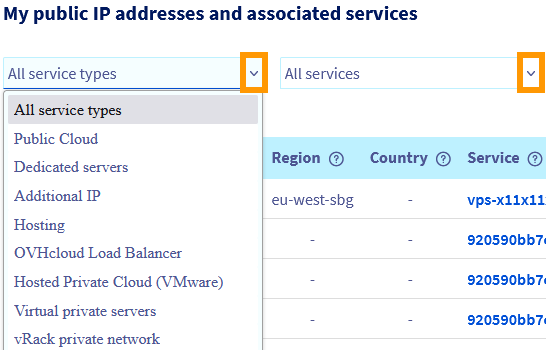 My public IP addresses and associated services
All service types All services
All service types
Public Cloud
Dedicated servers
Additional IP
Hosting
OVHcloud Load Balancer
Hosted Private Cloud (VMware)
Virtual private servers
vRack private network
Region ? Country ? Service ?
eu-west-sbg - vps-x11x11
- - 920590bb7
- - 920590bb7
- - 920590bb7